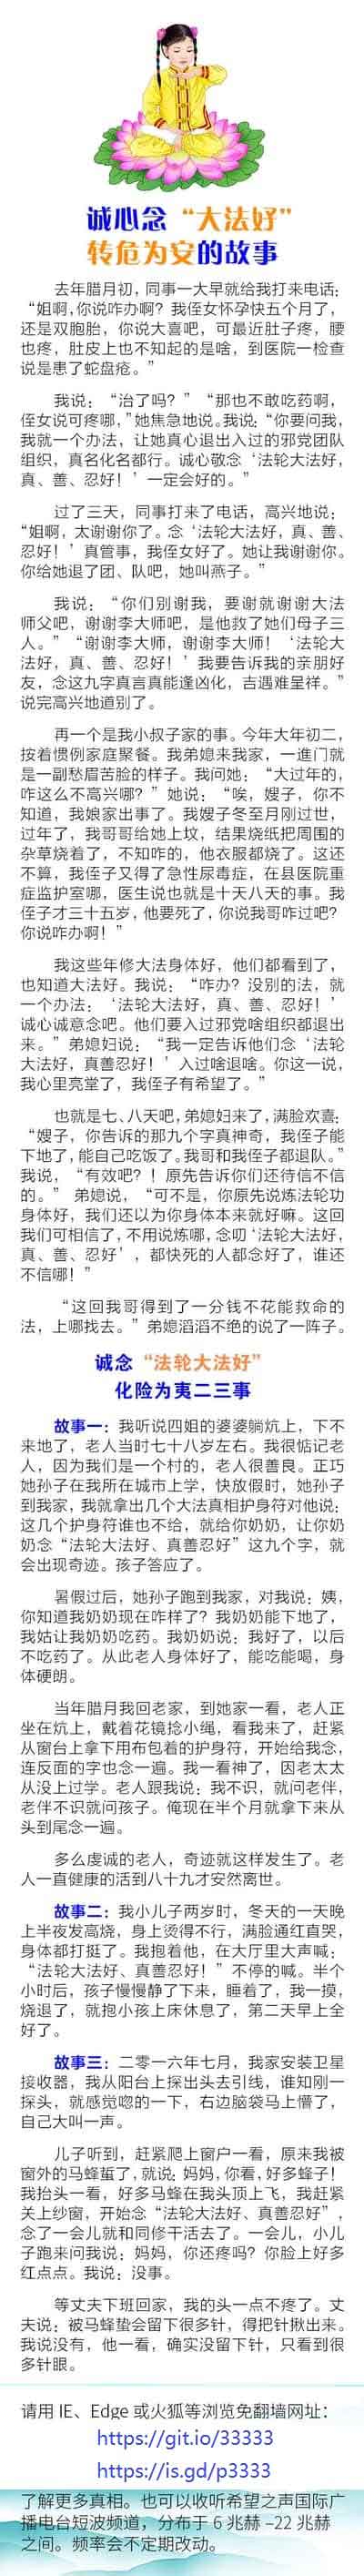 诚心念“大法好”
转危为安的故事
去年腊月初，同事一大早就给我打来电话：
“姐啊，你说咋办啊？我侄女怀孕快五个月了，
还是双胞胎，你说大喜吧，可最近肚子疼，腰
也疼，肚皮上也不知起的是啥，到医院一检查
说是患了蛇盘疮。”
我说：“治了吗？”“那也不敢吃药啊，
侄女说可疼哪，”她焦急地说。我说：“你要问我，
我就一个办法，让她真心退出入过的邪党团队
组织，真名化名都行。诚心敬念‘法轮大法好，
真、善、忍好！’一定会好的。”
过了三天，同事打来了电话，高兴地说：
“姐啊，太谢谢你了。念‘法轮大法好，真、善、
忍好！’真管事，我侄女好了。她让我谢谢你。
你给她退了团、队吧，她叫燕子。”
我说：“你们别谢我，要谢就谢谢大法
师父吧，谢谢李大师吧，是他救了她们母子三
人。”“谢谢李大师，谢谢李大师！‘法轮大
法好，真、善、忍好！’我要告诉我的亲朋好
友，念这九字真言真能逢凶化，吉遇难呈祥。”
说完高兴地道别了。
再一个是我小叔子家的事。今年大年初二，
按着惯例家庭聚餐。我弟媳来我家，一進门就
是一副愁眉苦脸的样子。我问她：“大过年的，
咋这么不高兴哪？”她说：“唉，嫂子，你不
知道，我娘家出事了。我嫂子冬至月刚过世，
过年了，我哥哥给她上坟，结果烧纸把周围的
杂草烧着了，不知咋的，他衣服都烧了。这还
不算，我侄子又得了急性尿毒症，在县医院重
症监护室哪，医生说也就是十天八天的事。我
侄子才三十五岁，他要死了，你说我哥咋过吧？
你说咋办啊！”
我这些年修大法身体好，他们都看到了，
也知道大法好。我说：“咋办？没别的法，就
一个办法：‘法轮大法好，真、善、忍好！’
诚心诚意念吧。他们要入过邪党啥组织都退出
来。”弟媳妇说：“我一定告诉他们念‘法轮
大法好，真善忍好！’入过啥退啥。你这一说，
我心里亮堂了，我侄子有希望了。”
也就是七、八天吧，弟媳妇来了，满脸欢喜：
“嫂子，你告诉的那九个字真神奇，我侄子能
下地了，能自己吃饭了。我哥和我侄子都退队。”
我说，“有效吧？！原先告诉你们还待信不信
的。”弟媳说，“可不是，你原先说炼法轮功
身体好，我们还以为你身体本来就好嘛。这回
我们可相信了，不用说炼哪，念叨‘法轮大法好，
真、善、忍好’，都快死的人都念好了，谁还
不信哪！”
“这回我哥得到了一分钱不花能救命的
法，上哪找去。”弟媳滔滔不绝的说了一阵子。
诚念“法轮大法好”
化险为夷二三事
故事一：我听说四姐的婆婆躺炕上，下不
来地了，老人当时七十八岁左右。我很惦记老
人，因为我们是一个村的，老人很善良。正巧
她孙子在我所在城市上学，快放假时，她孙子
到我家，我就拿出几个大法真相护身符对他说：
这几个护身符谁也不给，就给你奶奶，让你奶
奶念“法轮大法好、真善忍好”这九个字，就
会出现奇迹。孩子答应了。
暑假过后，她孙子跑到我家，对我说：姨，
你知道我奶奶现在咋样了？我奶奶能下地了，
我姑让我奶奶吃药。我奶奶说：我好了，以后
不吃药了。从此老人身体好了，能吃能喝，身
体硬朗。
当年腊月我回老家，到她家一看，老人正
坐在炕上，戴着花镜捻小绳，看我来了，赶紧
从窗台上拿下用布包着的护身符，开始给我念，
连反面的字也念一遍。我一看神了，因老太太
从没上过学。老人跟我说：我不识，就问老伴，
老伴不识就问孩子。俺现在半个月就拿下来从
头到尾念一遍。
多么虔诚的老人，奇迹就这样发生了。老
人一直健康的活到八十九才安然离世。
故事二：我小儿子两岁时，冬天的一天晚
上半夜发高烧，身上烫得不行，满脸通红直哭，
身体都打挺了。我抱着他，在大厅里大声喊：
“法轮大法好、真善忍好！”不停的喊。半个
小时后，孩子慢慢静了下来，睡着了，我一摸，
烧退了，就抱小孩上床休息了，第二天早上全
好了。
故事三：二零一六年七月，我家安装卫星
接收器，我从阳台上探出头去引线，谁知刚一
探头，就感觉唿的一下，右边脑袋马上懵了，
自己大叫一声。
儿子听到，赶紧爬上窗户一看，原来我被
窗外的马蜂蜇了，就说：妈妈，你看，好多蜂子！
我抬头一看，好多马蜂在我头顶上飞，我赶紧
关上纱窗，开始念“法轮大法好、真善忍好”，
念了一会儿就和同修干活去了。一会儿，小儿
子跑来问我说：妈妈，你还疼吗？你脸上好多
红点点。我说：没事。
等丈夫下班回家，我的头一点不疼了。丈
夫说：被马蜂蛰会留下很多针，得把针揪出来。
我说没有，他一看，确实没留下针，只看到很
多针眼。
请用 IE、Edge 或火狐等浏览免翻墙网址：
https://git.io/33333
https://is.gd/p3333
了解更多真相。也可以收听希望之声国际广
播电台短波频道，分布于 6 兆赫 –22 兆赫
之间。频率会不定期改动。